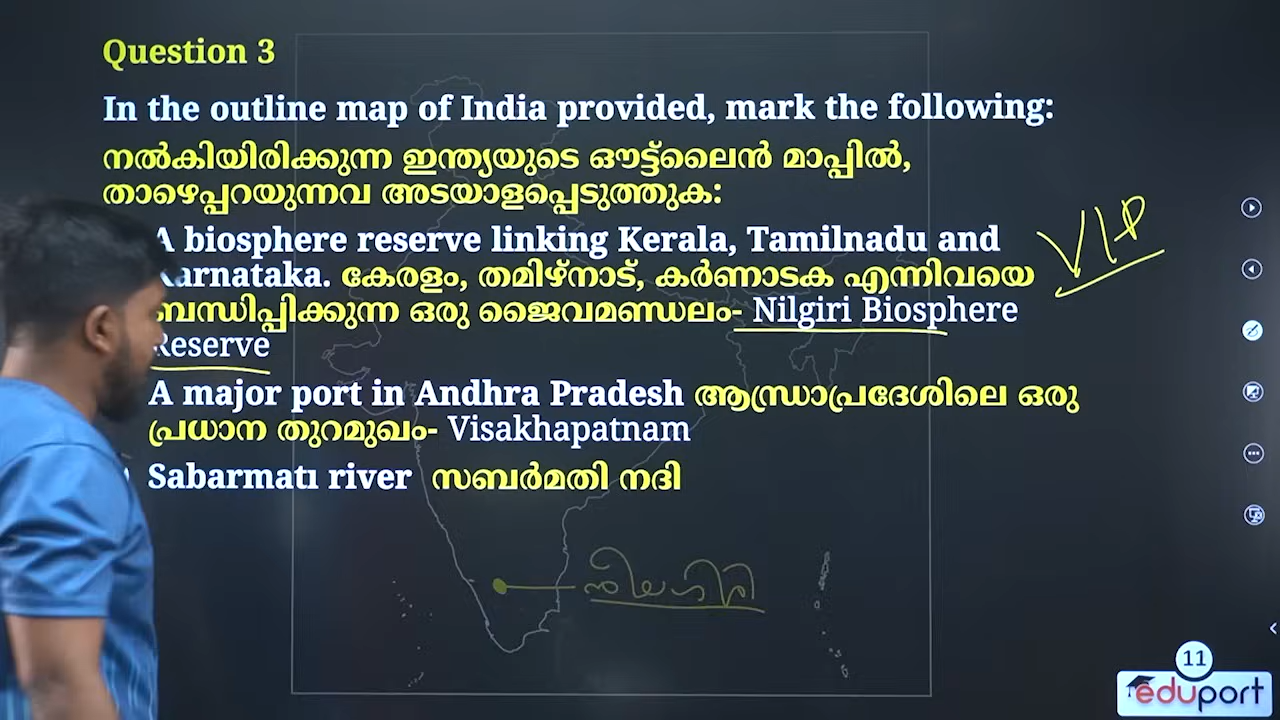 Question 3
In the outline map of India provided, mark the following:
നൽകിയിരിക്കുന്ന ഇന്ത്യയുടെ ഔട്ട്ലൈൻ മാപ്പിൽ,
താഴെപ്പറയുന്നവ അടയാളപ്പെടുത്തുക:
A biosphere reserve linking Kerala, Tamilnadu and
Karnataka. കേരളം, തമിഴ്നാട്, കർണാടക എന്നിവയെ
ബന്ധിപ്പിക്കുന്ന ഒരു ജൈവമണ്ഡലം- Nilgiri Biosphere
Reserve
VIP
A major port in Andhra Pradesh ആന്ധ്രാപ്രദേശിലെ ഒരു
പ്രധാന തുറമുഖം- Visakhapatnam
Sabarmati river സബർമതി നദി
നീലഗിരി
11
eduport